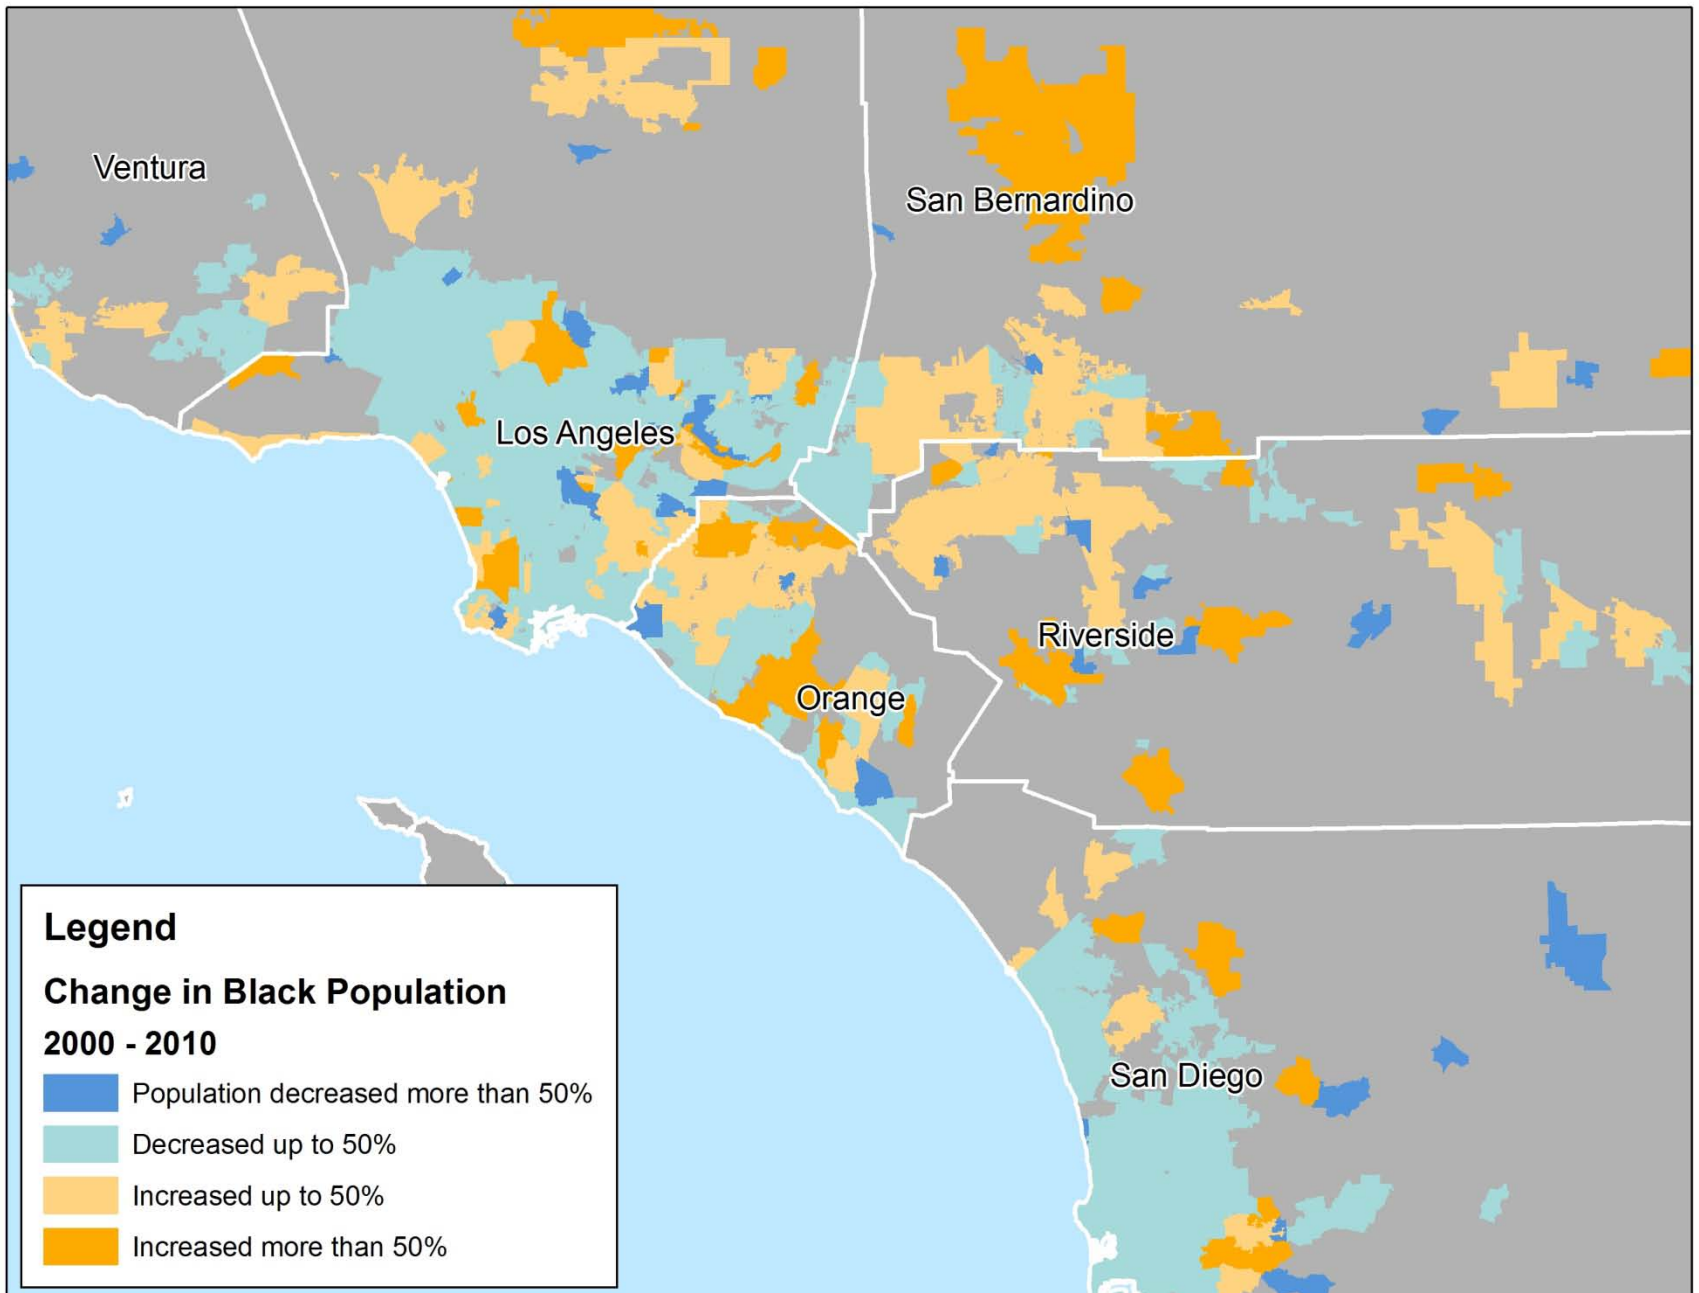 Ventura
San Bernardino
Los Angeles
Riverside
Orange
San Diego
Legend
Change in Black Population
2000 - 2010
Population decreased more than 50%
Decreased up to 50%
Increased up to 50%
Increased more than 50%